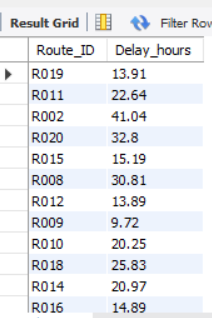 Result Grid Filter Row
Route_ID Delay_hours
R019 13.91
R011 22.64
R002 41.04
R020 32.8
R015 15.19
R008 30.81
R012 13.89
R009 9.72
R010 20.25
R018 25.83
R014 20.97
R016 14.89